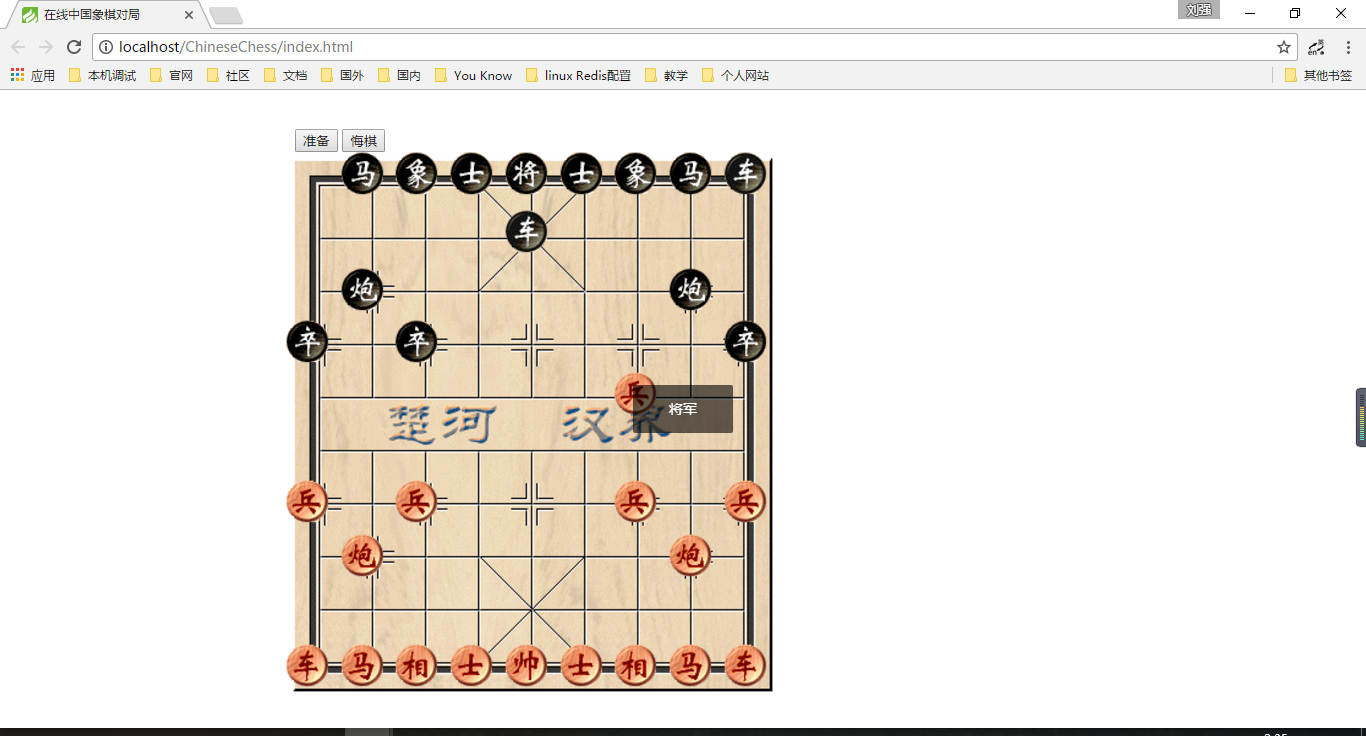 在线中国象棋对局
刘强
localhost/ChineseChess/index.html
英
en
应用 本机调试 官网 社区 文档 国外 国内 You Know linux Redis配置 教学 个人网站 其他书签
准备 悔棋
马 象 士 将 士 象 马 车
车
炮 炮
卒 卒 卒
兵
将军
楚河 汉界
兵 兵 兵 兵
炮 炮
车 马 相 士 帅 士 相 马 车